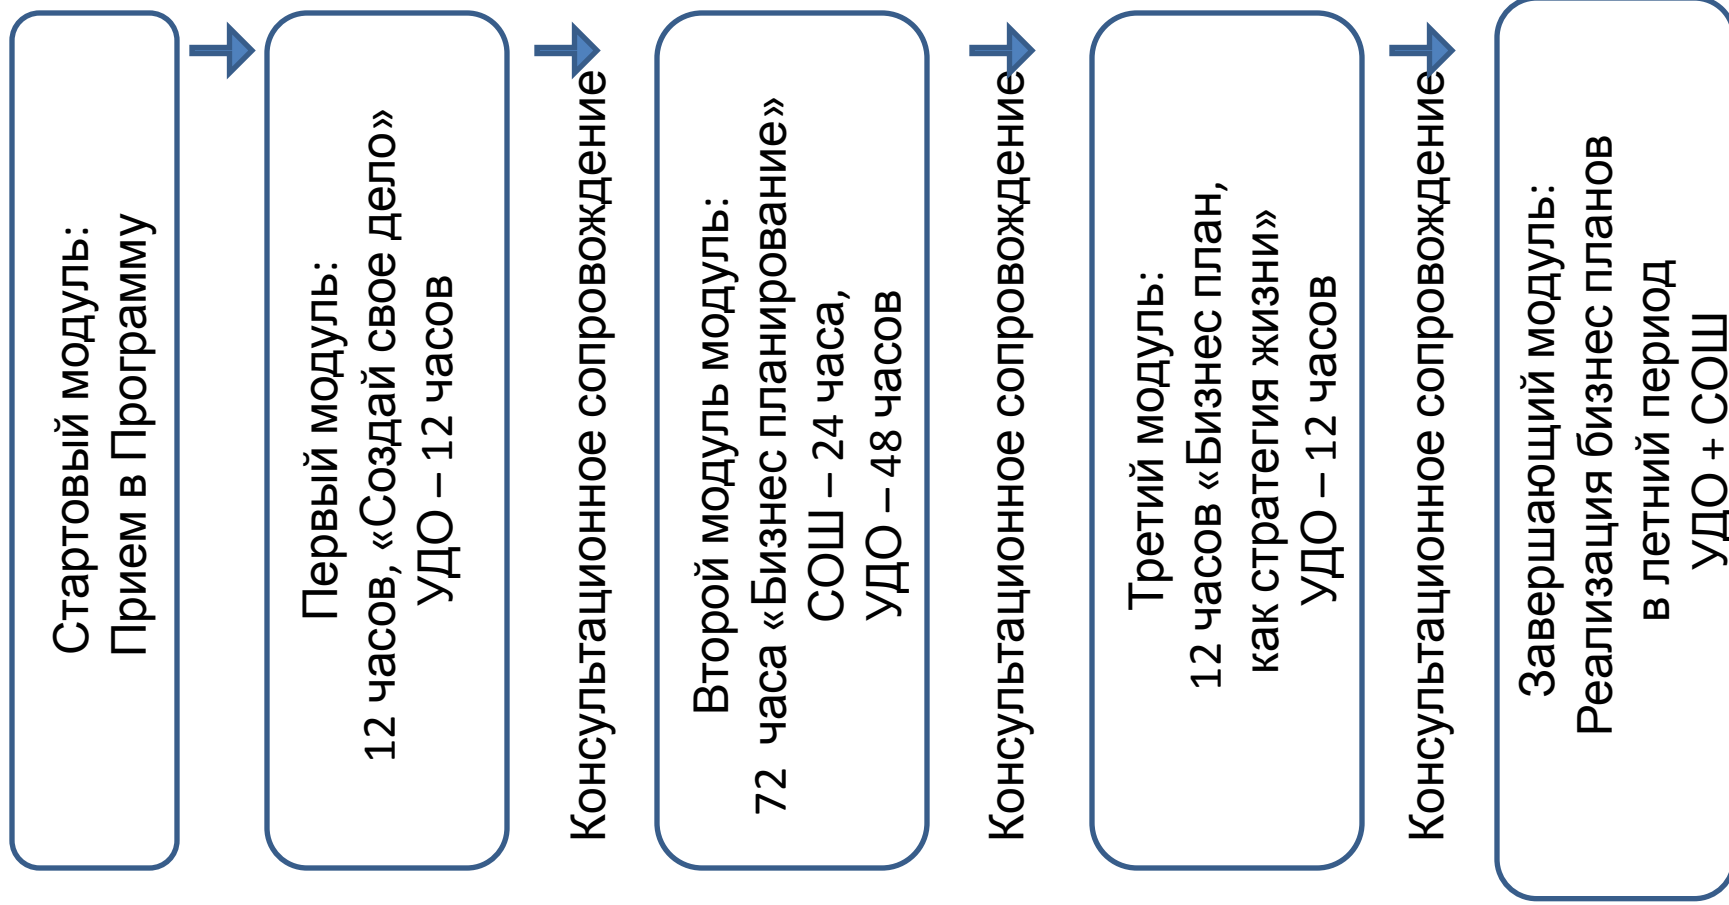 Стартовый модуль:
Прием в Программу
Первый модуль:
12 часов, «Создай свое дело»
УДО – 12 часов
Консультационное сопровождение
Второй модуль модуль:
72 часа «Бизнес планирование»
СОШ – 24 часа,
УДО – 48 часов
Консультационное сопровождение
Третий модуль:
12 часов «Бизнес план,
как стратегия жизни»
УДО – 12 часов
Консультационное сопровождение
Завершающий модуль:
Реализация бизнес планов
в летний период
УДО + СОШ